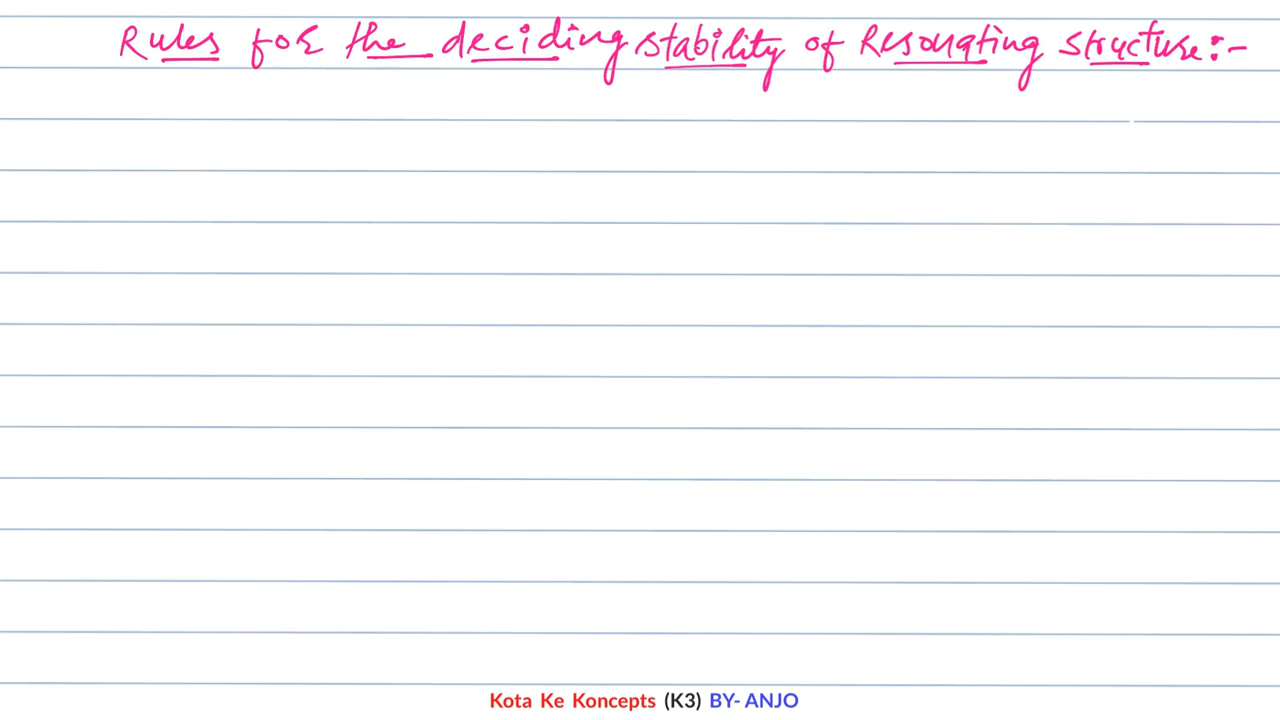 Rules for the deciding stability of Resonating structure:-
Kota Ke Koncepts (K3) BY- ANJO